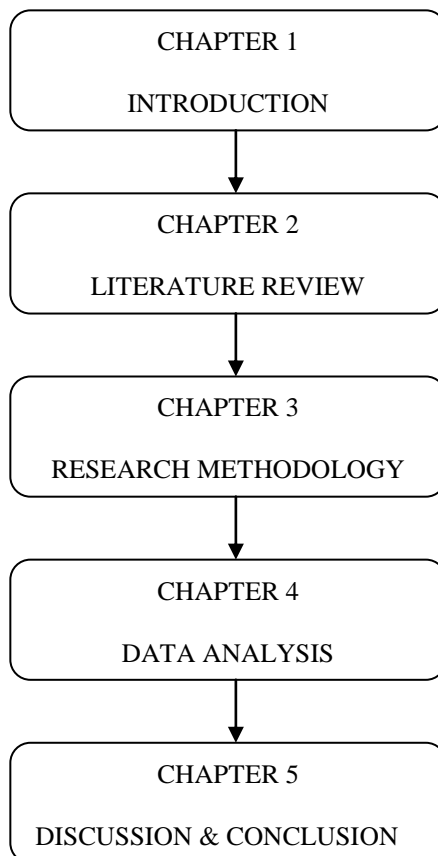 CHAPTER 1
INTRODUCTION
CHAPTER 2
LITERATURE REVIEW
CHAPTER 3
RESEARCH METHODOLOGY
CHAPTER 4
DATA ANALYSIS
CHAPTER 5
DISCUSSION & CONCLUSION